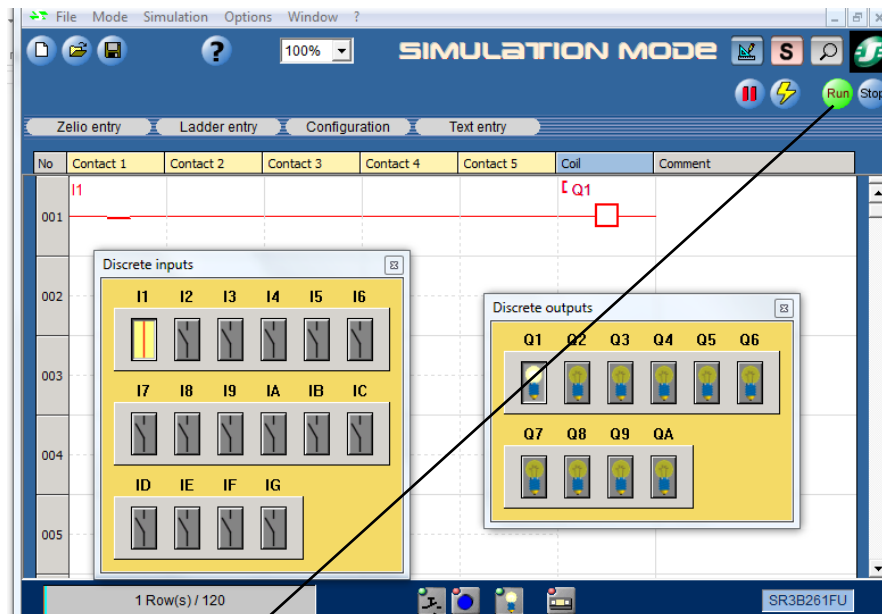 File Mode Simulation Options Window ?
? 100% SIMULATION MODE S
Run Stop
Zelio entry Ladder entry Configuration Text entry
No Contact 1 Contact 2 Contact 3 Contact 4 Contact 5 Coil Comment
I1 [ Q1
001
Discrete inputs
002 I1 I2 I3 I4 I5 I6
Discrete outputs
Q1 Q2 Q3 Q4 Q5 Q6
003
I7 I8 I9 IA IB IC
Q7 Q8 Q9 QA
004
ID IE IF IG
005
1 Row(s) / 120 SR3B261FU